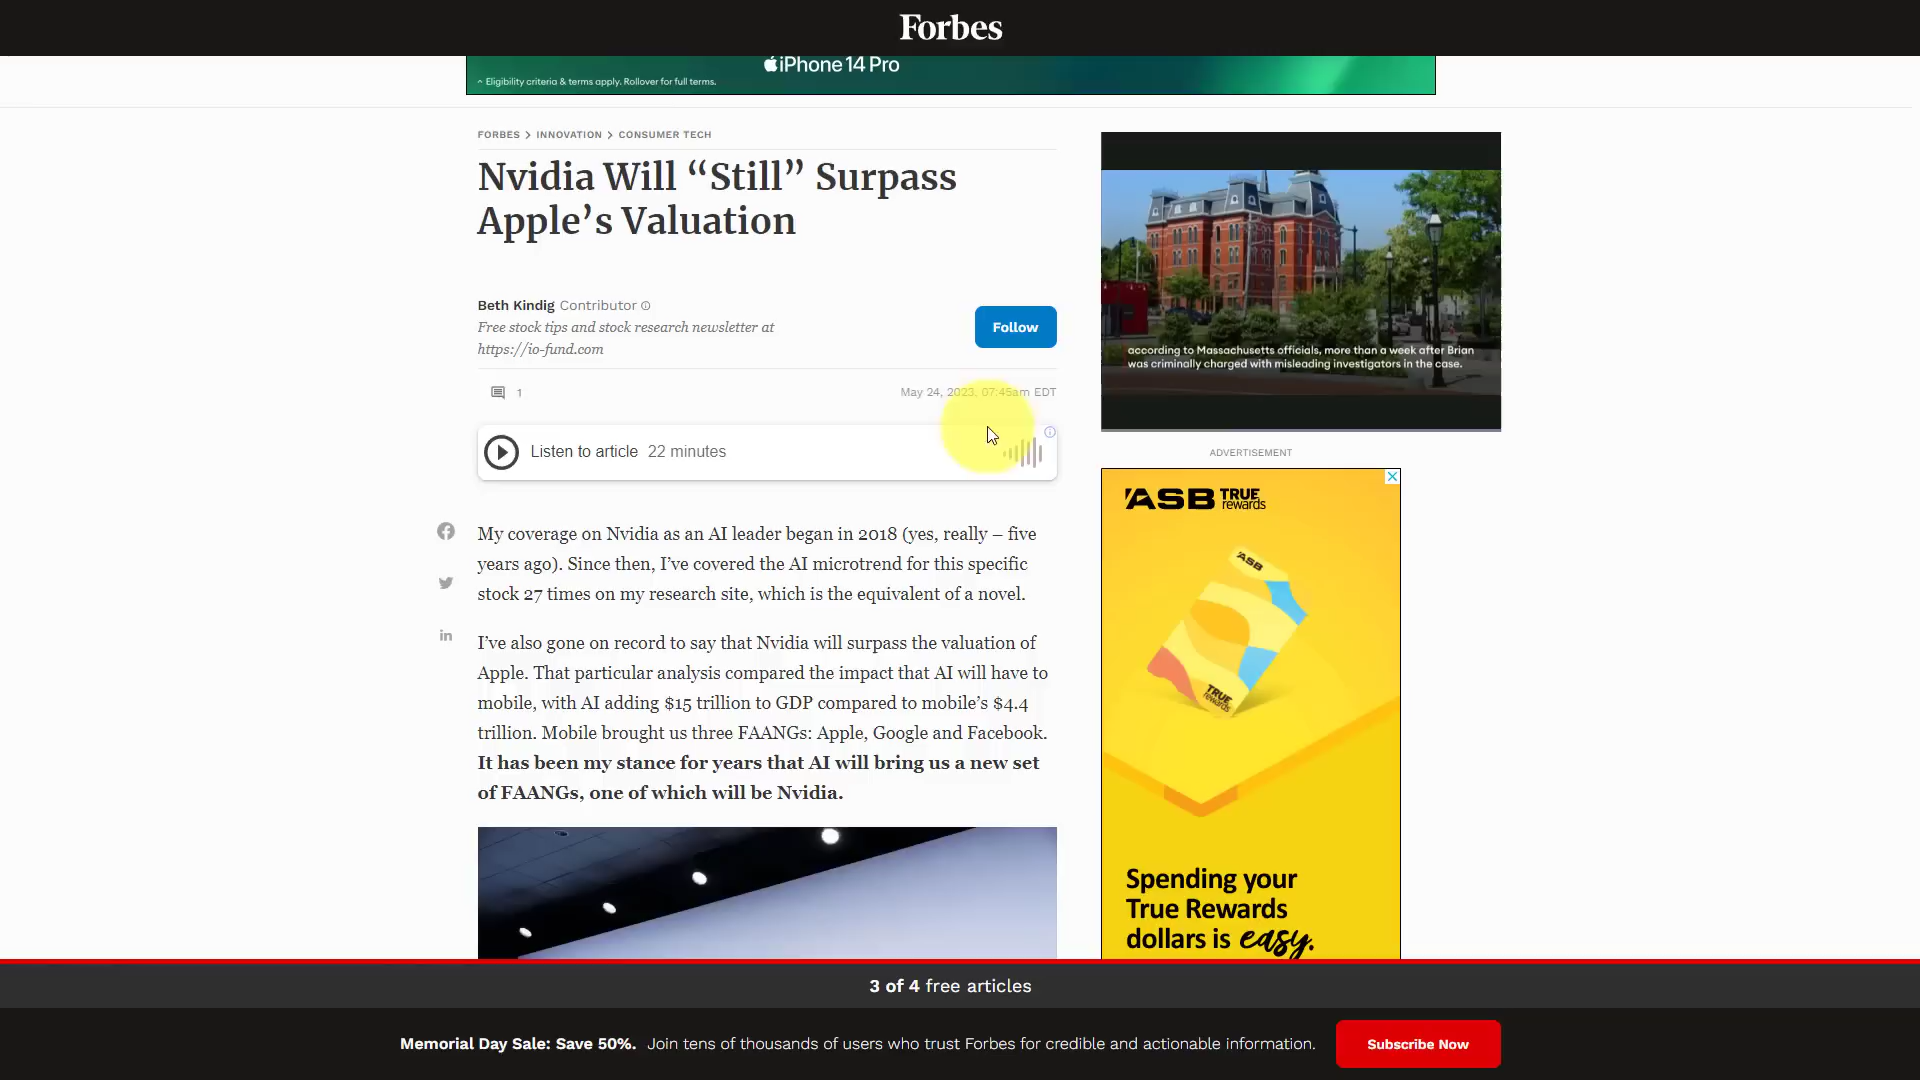 Forbes
iPhone 14 Pro
^ Eligibility criteria & terms apply. Rollover for full terms.
FORBES > INNOVATION > CONSUMER TECH
Nvidia Will “Still” Surpass
Apple’s Valuation
Beth Kindig Contributor
Free stock tips and stock research newsletter at
https://io-fund.com
Follow
1
May 24, 2023, 07:45am EDT
Listen to article 22 minutes
My coverage on Nvidia as an AI leader began in 2018 (yes, really – five
years ago). Since then, I’ve covered the AI microtrend for this specific
stock 27 times on my research site, which is the equivalent of a novel.
I’ve also gone on record to say that Nvidia will surpass the valuation of
Apple. That particular analysis compared the impact that AI will have to
mobile, with AI adding $15 trillion to GDP compared to mobile’s $4.4
trillion. Mobile brought us three FAANGs: Apple, Google and Facebook.
It has been my stance for years that AI will bring us a new set
of FAANGs, one of which will be Nvidia.
according to Massachusetts officials, more than a week after Brian
was criminally charged with misleading investigators in the case.
ADVERTISEMENT
ASB TRUE
rewards
ASB
TRUE
rewards
Spending your
True Rewards
dollars is easy.
3 of 4 free articles
Memorial Day Sale: Save 50%. Join tens of thousands of users who trust Forbes for credible and actionable information.
Subscribe Now